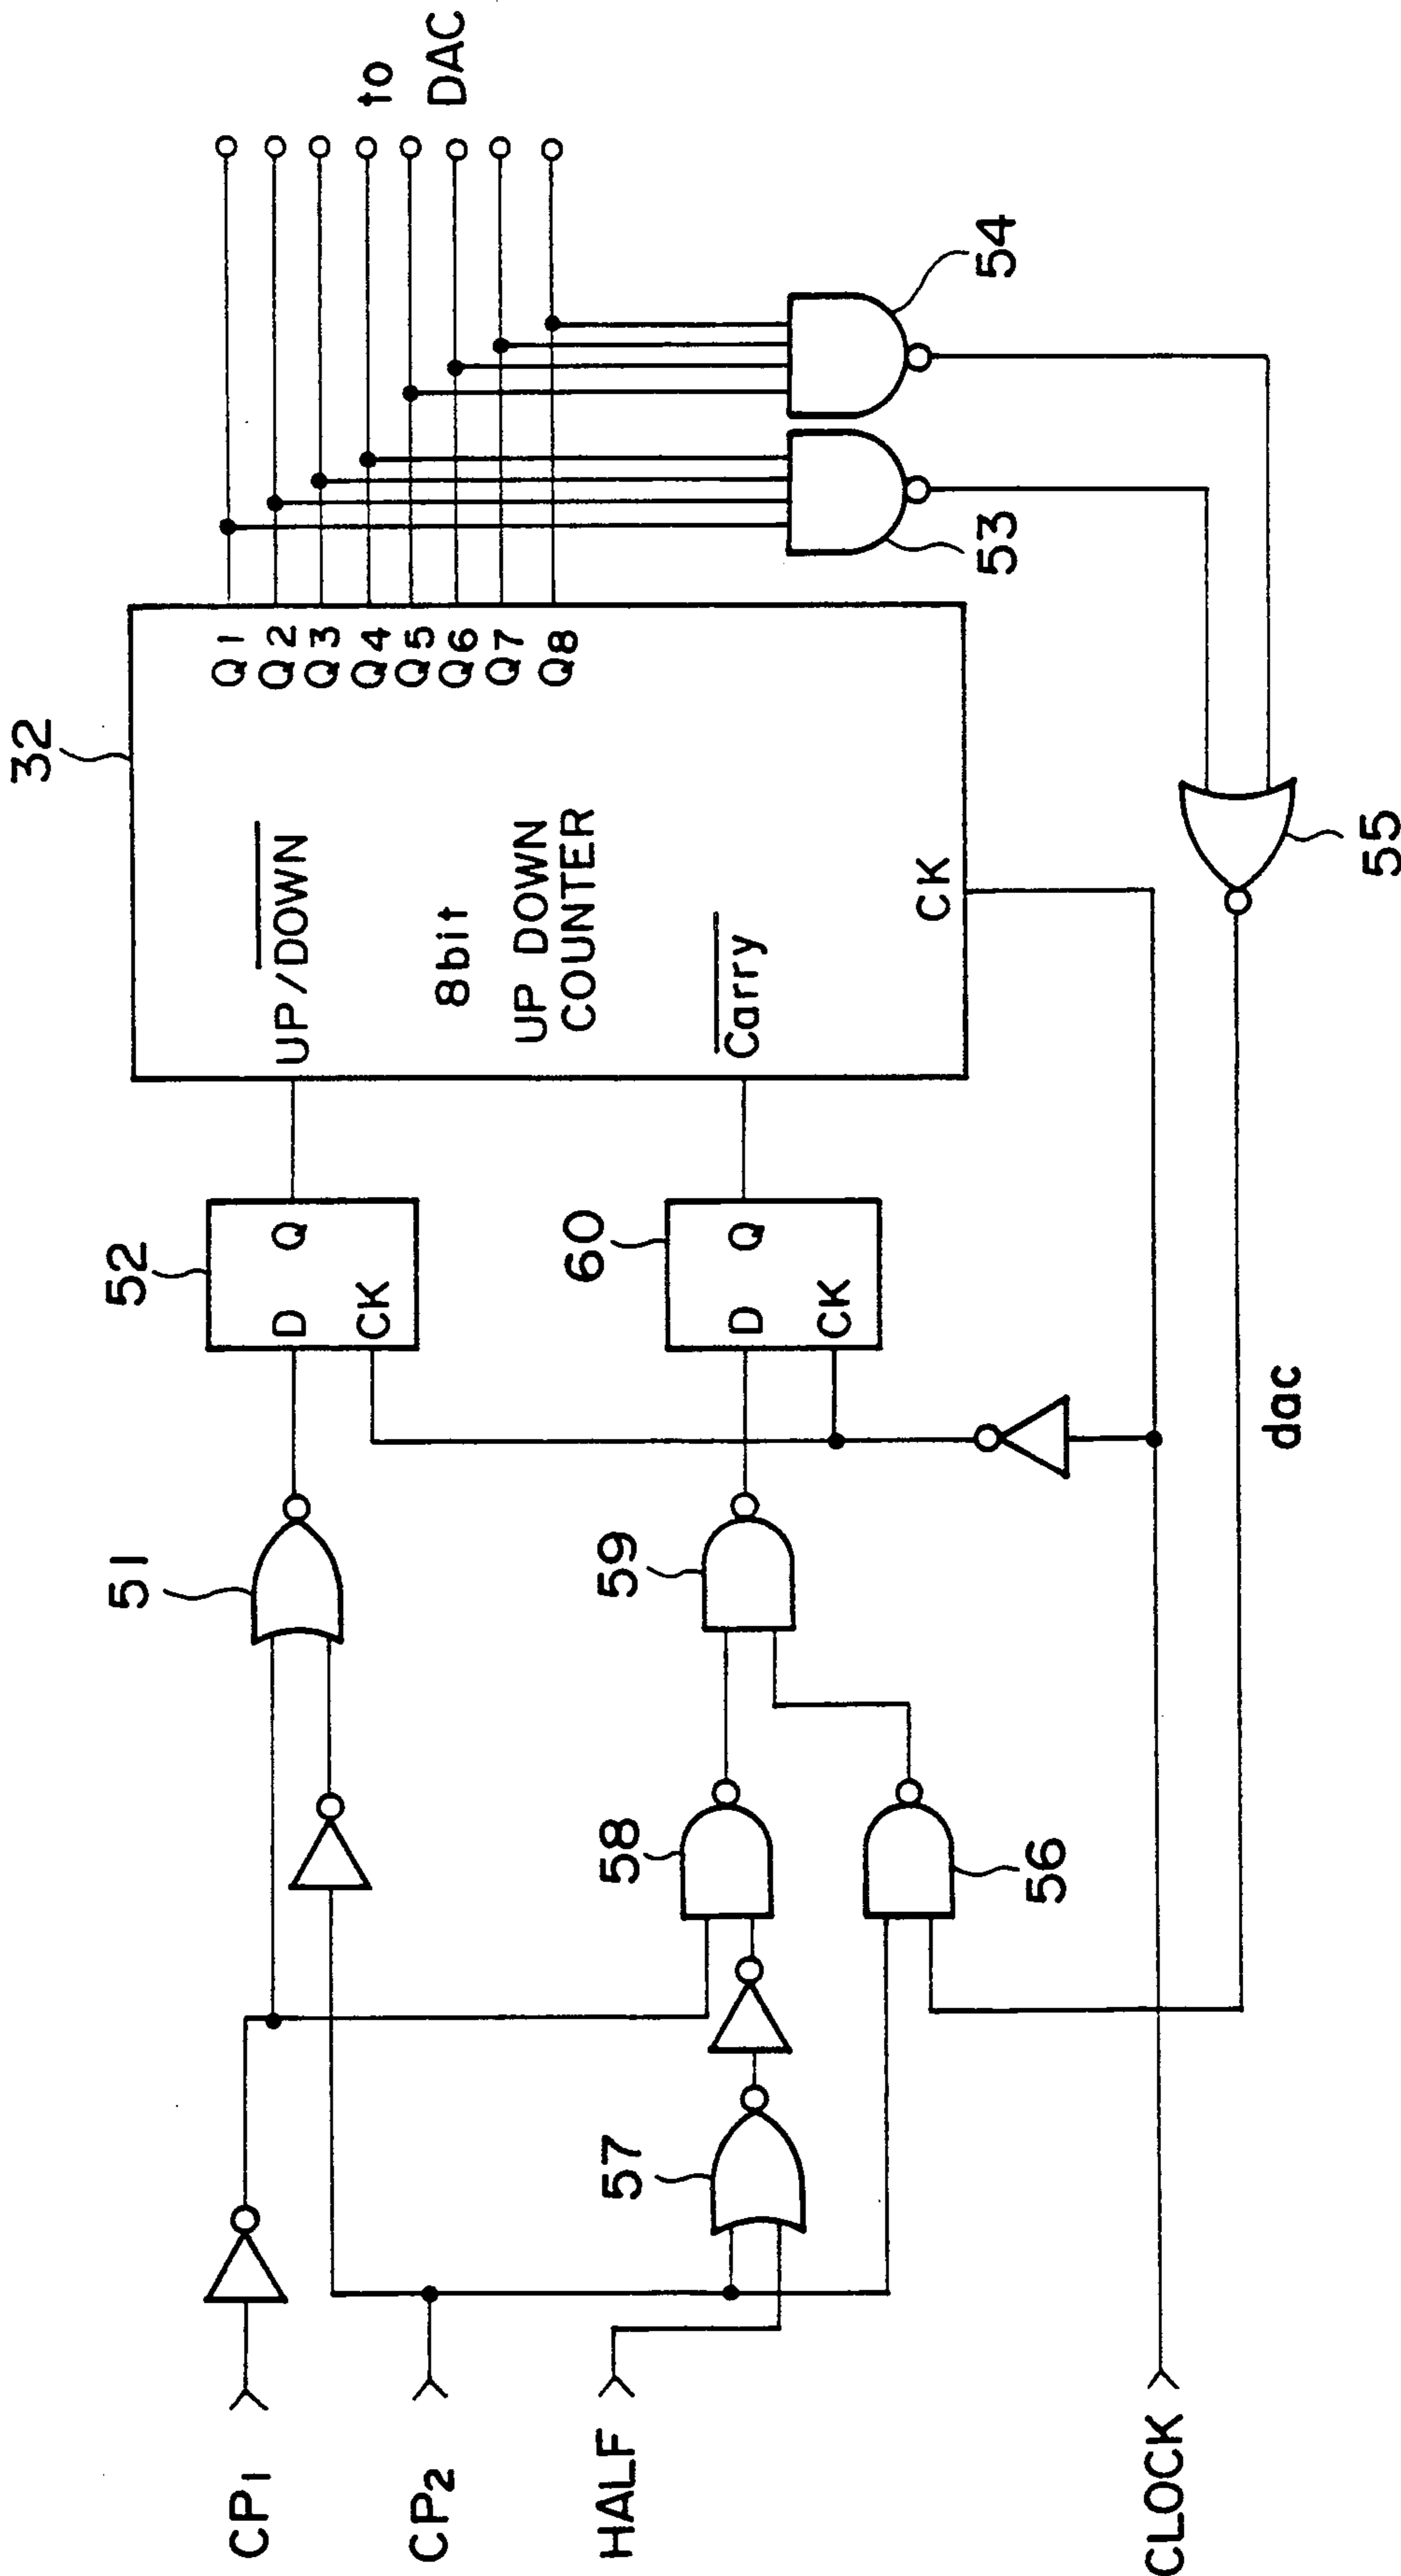 CP1
CP2
HALF
CLOCK
51
57
58
56
59
52
D
Q
CK
60
D
Q
CK
dac
32
UP/DOWN
8bit
UP DOWN
COUNTER
Carry
CK
Q1
Q2
Q3
Q4
Q5
Q6
Q7
Q8
53
54
55
to
DAC